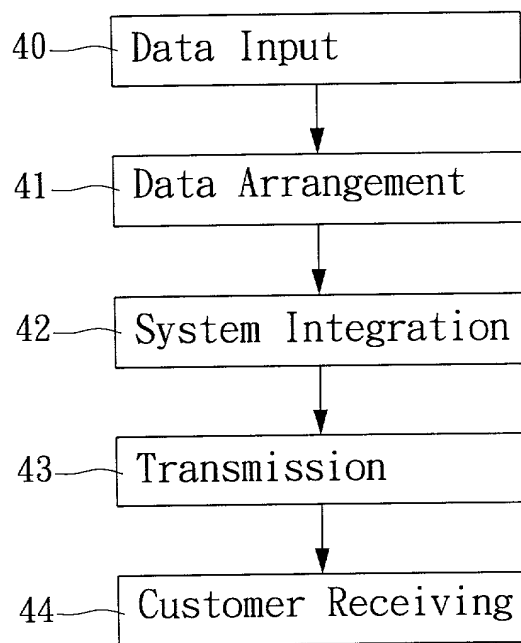 40 Data Input
41 Data Arrangement
42 System Integration
43 Transmission
44 Customer Receiving